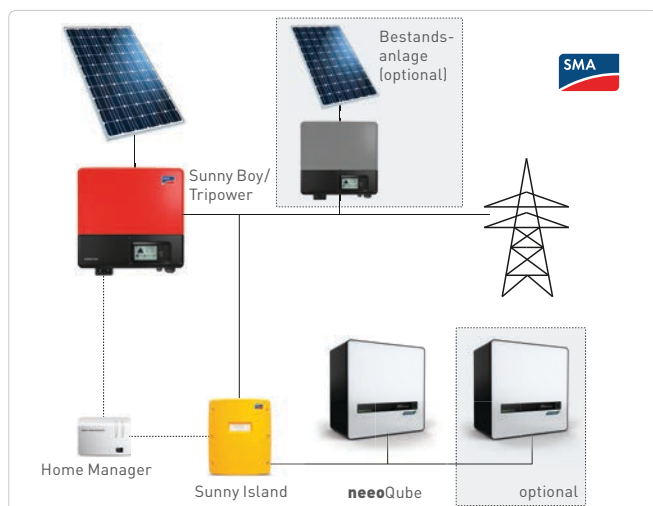 Bestands-
anlage
(optional)
SMA
Sunny Boy/
Tripower
Home Manager
Sunny Island
neeoQube
optional